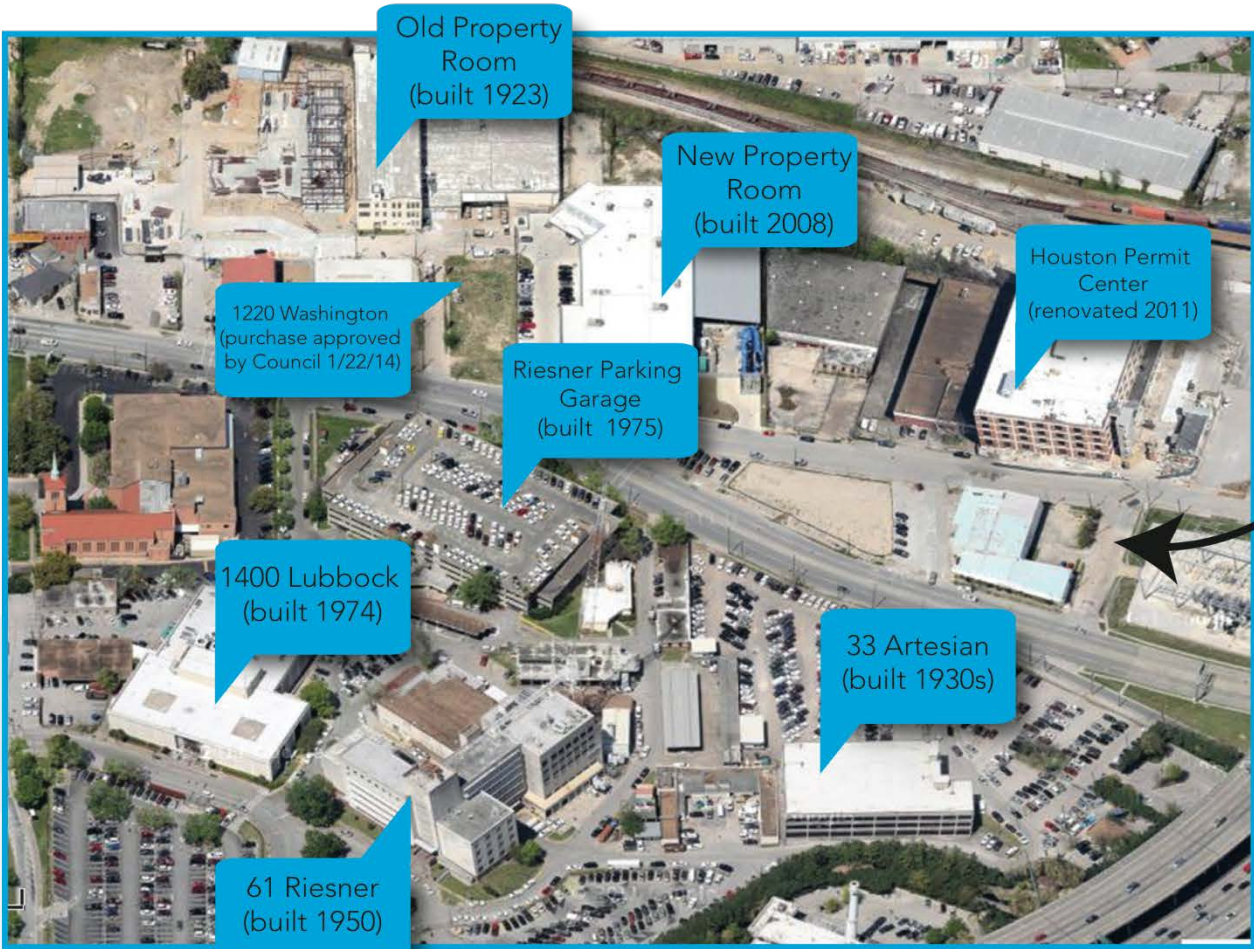 Old Property
Room
(built 1923)
New Property
Room
(built 2008)
Houston Permit
Center
(renovated 2011)
1220 Washington
(purchase approved
by Council 1/22/14)
Riesner Parking
Garage
(built 1975)
1400 Lubbock
(built 1974)
33 Artesian
(built 1930s)
61 Riesner
(built 1950)